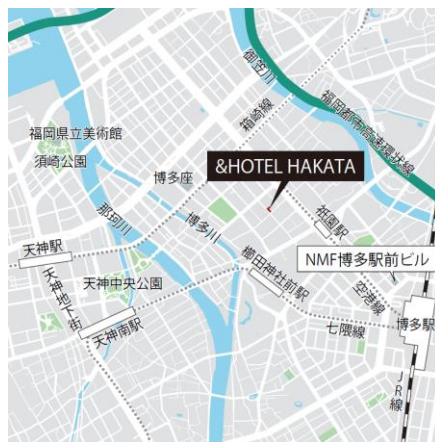 御笠川
箱崎線
福岡都市高速環状線
福岡県立美術館
須崎公園
&HOTEL HAKATA
博多座
祇園駅
那珂川
博多川
天神駅
NMF博多駅前ビル
櫛田神社前駅
空港線
天神中央公園
天神地下街
天神南駅
七隈線
博多駅
JR線